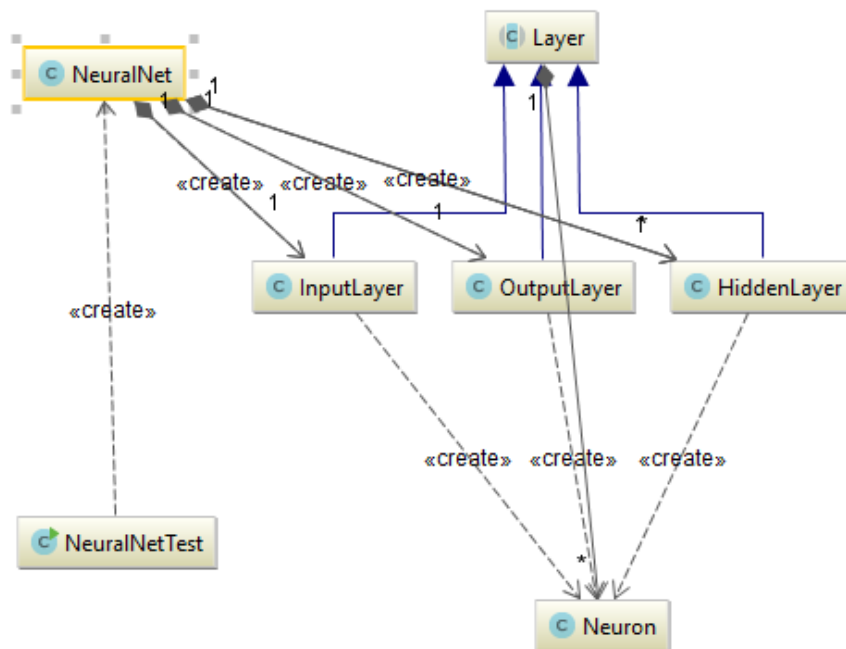 C Layer
C NeuralNet
1
1 1
1
«create» «create» «create»
1 1 *
C InputLayer
C OutputLayer
C HiddenLayer
«create»
«create» «create» «create»
C NeuralNetTest
*
C Neuron